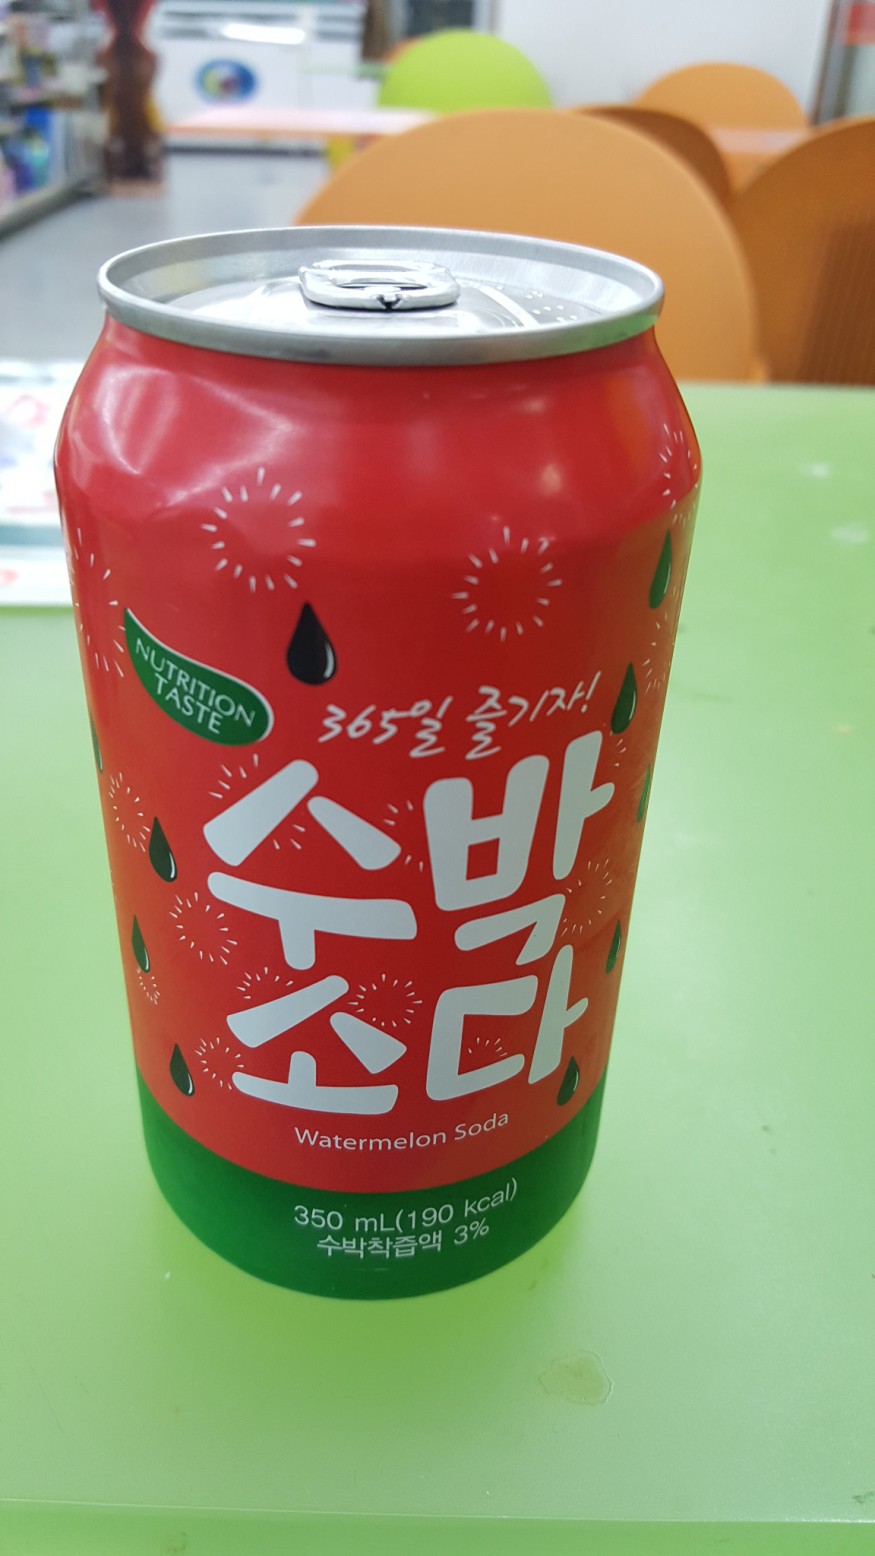 NUTRITION
TASTE
365일 즐기자!
수박
소다
Watermelon Soda
350 mL(190 kcal)
수박착즙액 3%